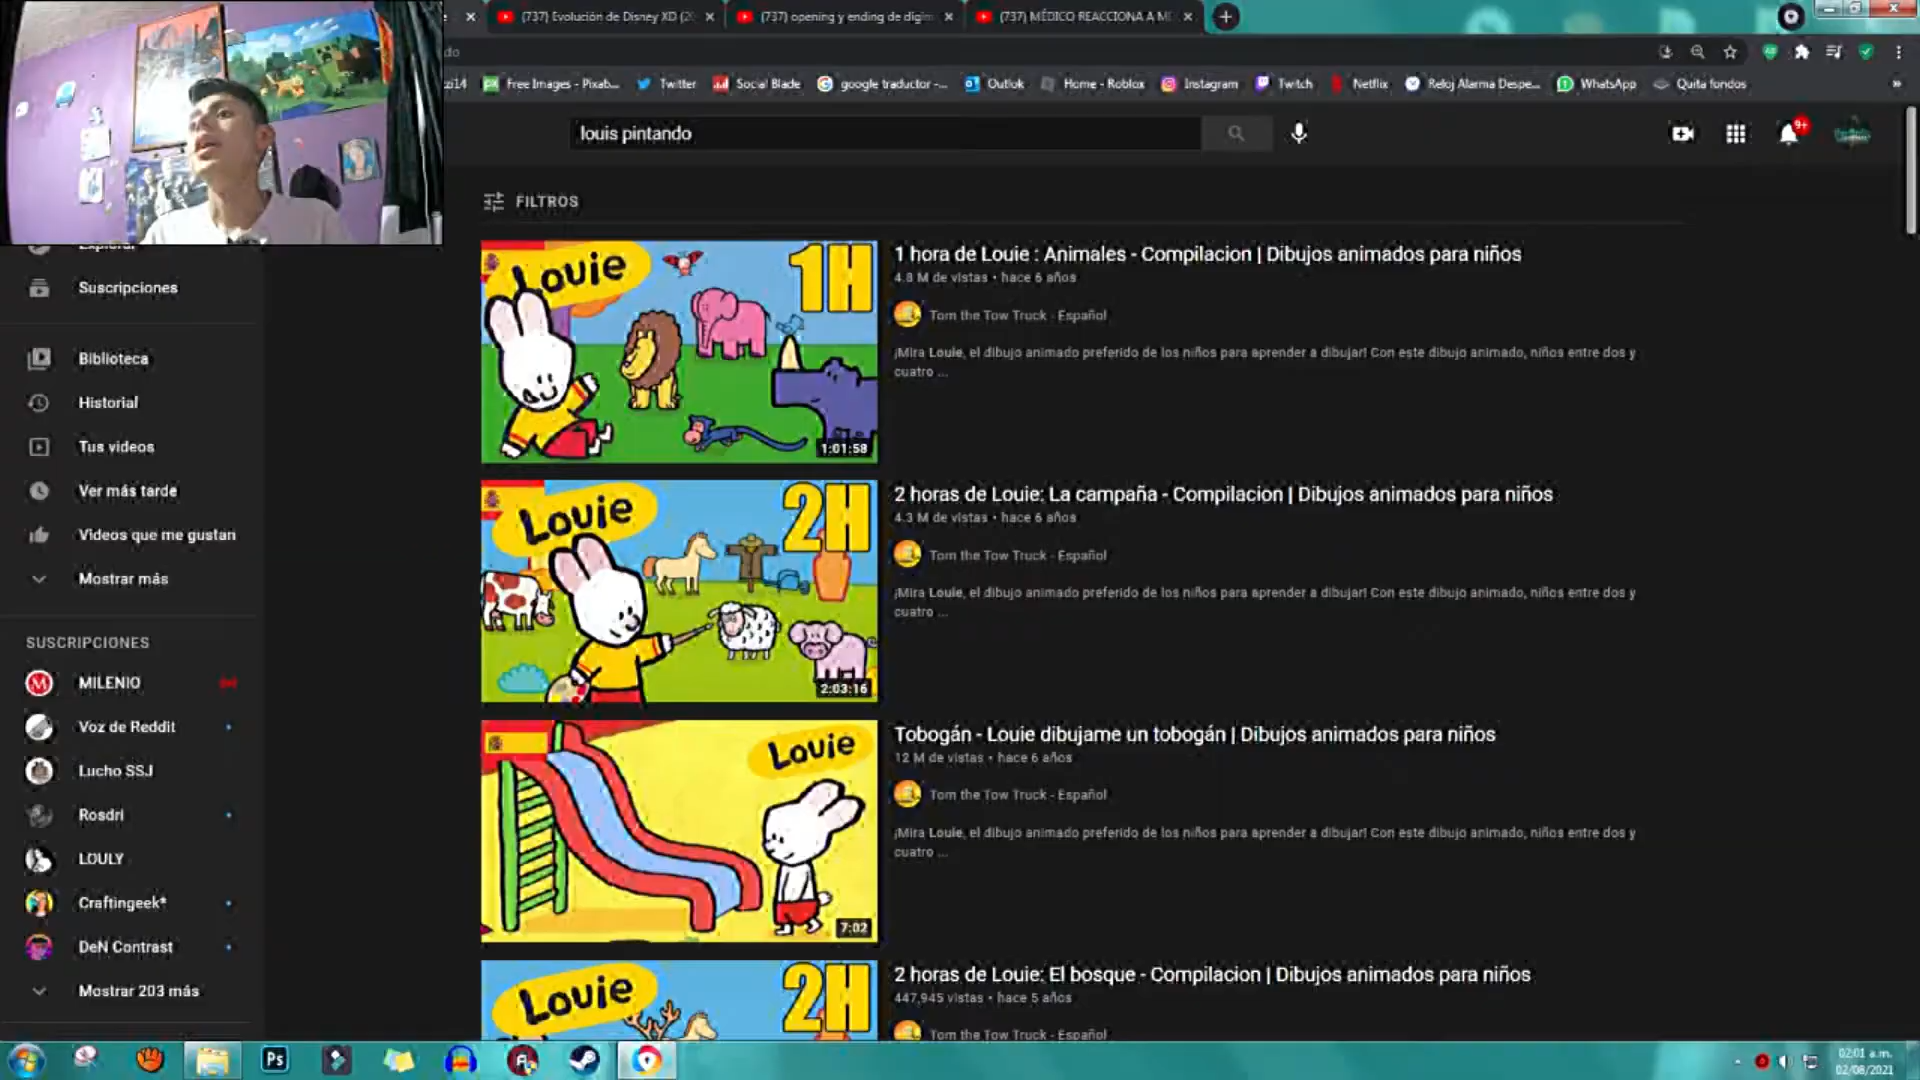 (737) Evolución de Disney XD (20
(737) opening y ending de digim
(737) MÉDICO REACCIONA A M
do
zi14
Free Images - Pixab...
Twitter
Social Blade
google traductor -...
Outlok
Home - Roblox
Instagram
Twitch
Netflix
Reloj Alarma Despe...
WhatsApp
Quita fondos
louis pintando
9+
FILTROS
Explorar
Suscripciones
Biblioteca
Historial
Tus videos
Ver más tarde
Videos que me gustan
Mostrar más
SUSCRIPCIONES
MILENIO
Voz de Reddit
Lucho SSJ
Rosdri
LOULY
Craftingeek*
DeN Contrast
Mostrar 203 más
Louie
1H
1:01:58
1 hora de Louie : Animales - Compilacion | Dibujos animados para niños
4.8 M de vistas • hace 6 años
Tom the Tow Truck - Español
¡Mira Louie, el dibujo animado preferido de los niños para aprender a dibujar! Con este dibujo animado, niños entre dos y
cuatro ...
Louie
2H
2:03:16
2 horas de Louie: La campaña - Compilacion | Dibujos animados para niños
4.3 M de vistas • hace 6 años
Tom the Tow Truck - Español
¡Mira Louie, el dibujo animado preferido de los niños para aprender a dibujar! Con este dibujo animado, niños entre dos y
cuatro ...
Louie
7:02
Tobogán - Louie dibujame un tobogán | Dibujos animados para niños
12 M de vistas • hace 6 años
Tom the Tow Truck - Español
¡Mira Louie, el dibujo animado preferido de los niños para aprender a dibujar! Con este dibujo animado, niños entre dos y
cuatro ...
Louie
2H
2 horas de Louie: El bosque - Compilacion | Dibujos animados para niños
447,945 vistas • hace 5 años
Tom the Tow Truck - Español
Ps
02:01 a.m.
02/08/2021